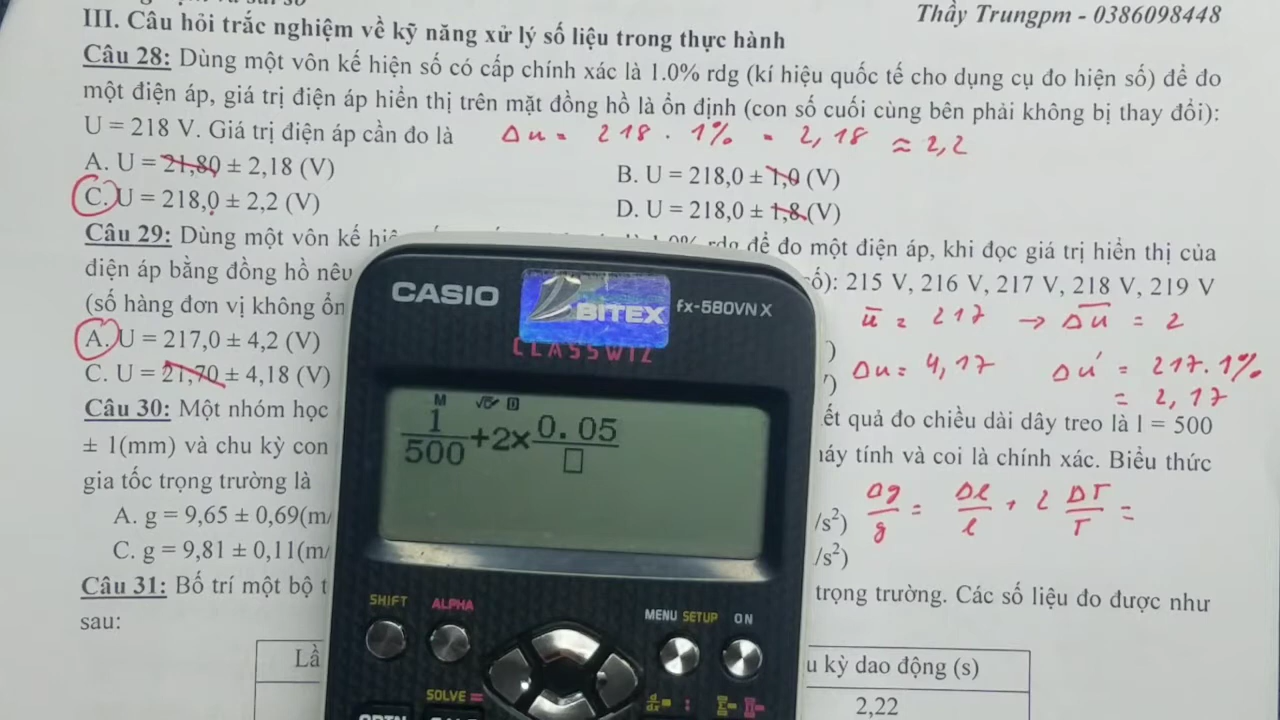 Thầy Trungpm - 0386098448
III. Câu hỏi trắc nghiệm về kỹ năng xử lý số liệu trong thực hành
Câu 28: Dùng một vôn kế hiện số có cấp chính xác là 1.0% rdg (kí hiệu quốc tế cho dụng cụ đo hiện số) để đo
một điện áp, giá trị điện áp hiển thị trên mặt đồng hồ là ổn định (con số cuối cùng bên phải không bị thay đổi):
U = 218 V. Giá trị điện áp cần đo là Δu = 218 . 1% = 2,18 ≈ 2,2
A. U = 21,80 ± 2,18 (V)
B. U = 218,0 ± 1,0 (V)
C. U = 218,0 ± 2,2 (V)
D. U = 218,0 ± 1,8 (V)
Câu 29: Dùng một vôn kế 1.0% rdg để đo một điện áp, khi đọc giá trị hiển thị của
điện áp bằng đồng hồ nêu số): 215 V, 216 V, 217 V, 218 V, 219 V
(số hàng đơn vị không ổn
u̅ = 217 → Δu̅ = 2
A. U = 217,0 ± 4,2 (V)
Δu = 4,17 Δu' = 217.1%
= 2,17
C. U = 21,70 ± 4,18 (V)
Câu 30: Một nhóm học kết quả đo chiều dài dây treo là l = 500
± 1(mm) và chu kỳ con máy tính và coi là chính xác. Biểu thức
gia tốc trọng trường là
Δg/g = Δl/l + 2 ΔT/T =
A. g = 9,65 ± 0,69(m/ /s²)
C. g = 9,81 ± 0,11(m/ /s²)
Câu 31: Bố trí một bộ t trọng trường. Các số liệu đo được như
sau:
Lầ u kỳ dao động (s)
2,22
CASIO
BITEX
fx-580VN X
CLASSWIZ
M √ D
1/500+2×0.05/□
SHIFT ALPHA MENU SETUP ON
SOLVE =
OPTN CALC